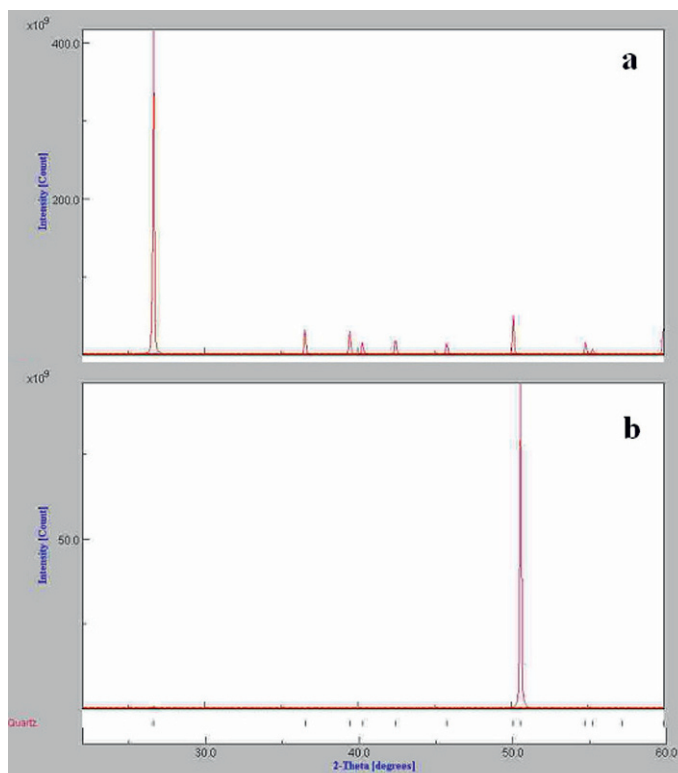 x10⁹
400.0
a
Intensity [Count]
200.0
x10⁹
b
Intensity [Count]
50.0
Quartz
30.0 40.0 50.0 60.0
2-Theta [degrees]